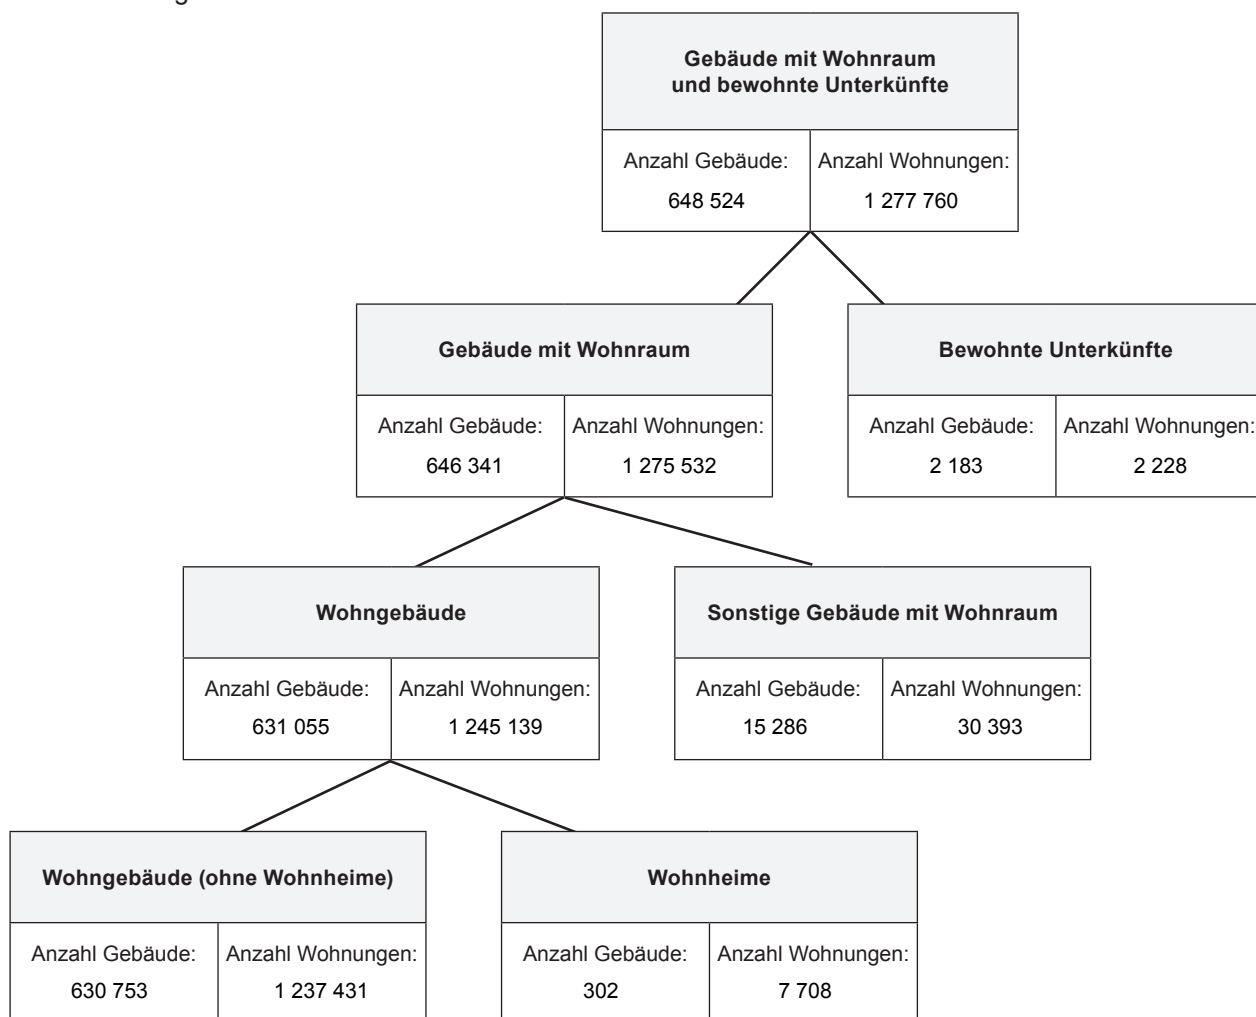 Gebäude mit Wohnraum
und bewohnte Unterkünfte
Anzahl Gebäude: Anzahl Wohnungen:
648 524 1 277 760
Gebäude mit Wohnraum
Bewohnte Unterkünfte
Anzahl Gebäude: Anzahl Wohnungen:
646 341 1 275 532
Anzahl Gebäude: Anzahl Wohnungen:
2 183 2 228
Wohngebäude
Sonstige Gebäude mit Wohnraum
Anzahl Gebäude: Anzahl Wohnungen:
631 055 1 245 139
Anzahl Gebäude: Anzahl Wohnungen:
15 286 30 393
Wohngebäude (ohne Wohnheime)
Wohnheime
Anzahl Gebäude: Anzahl Wohnungen:
630 753 1 237 431
Anzahl Gebäude: Anzahl Wohnungen:
302 7 708